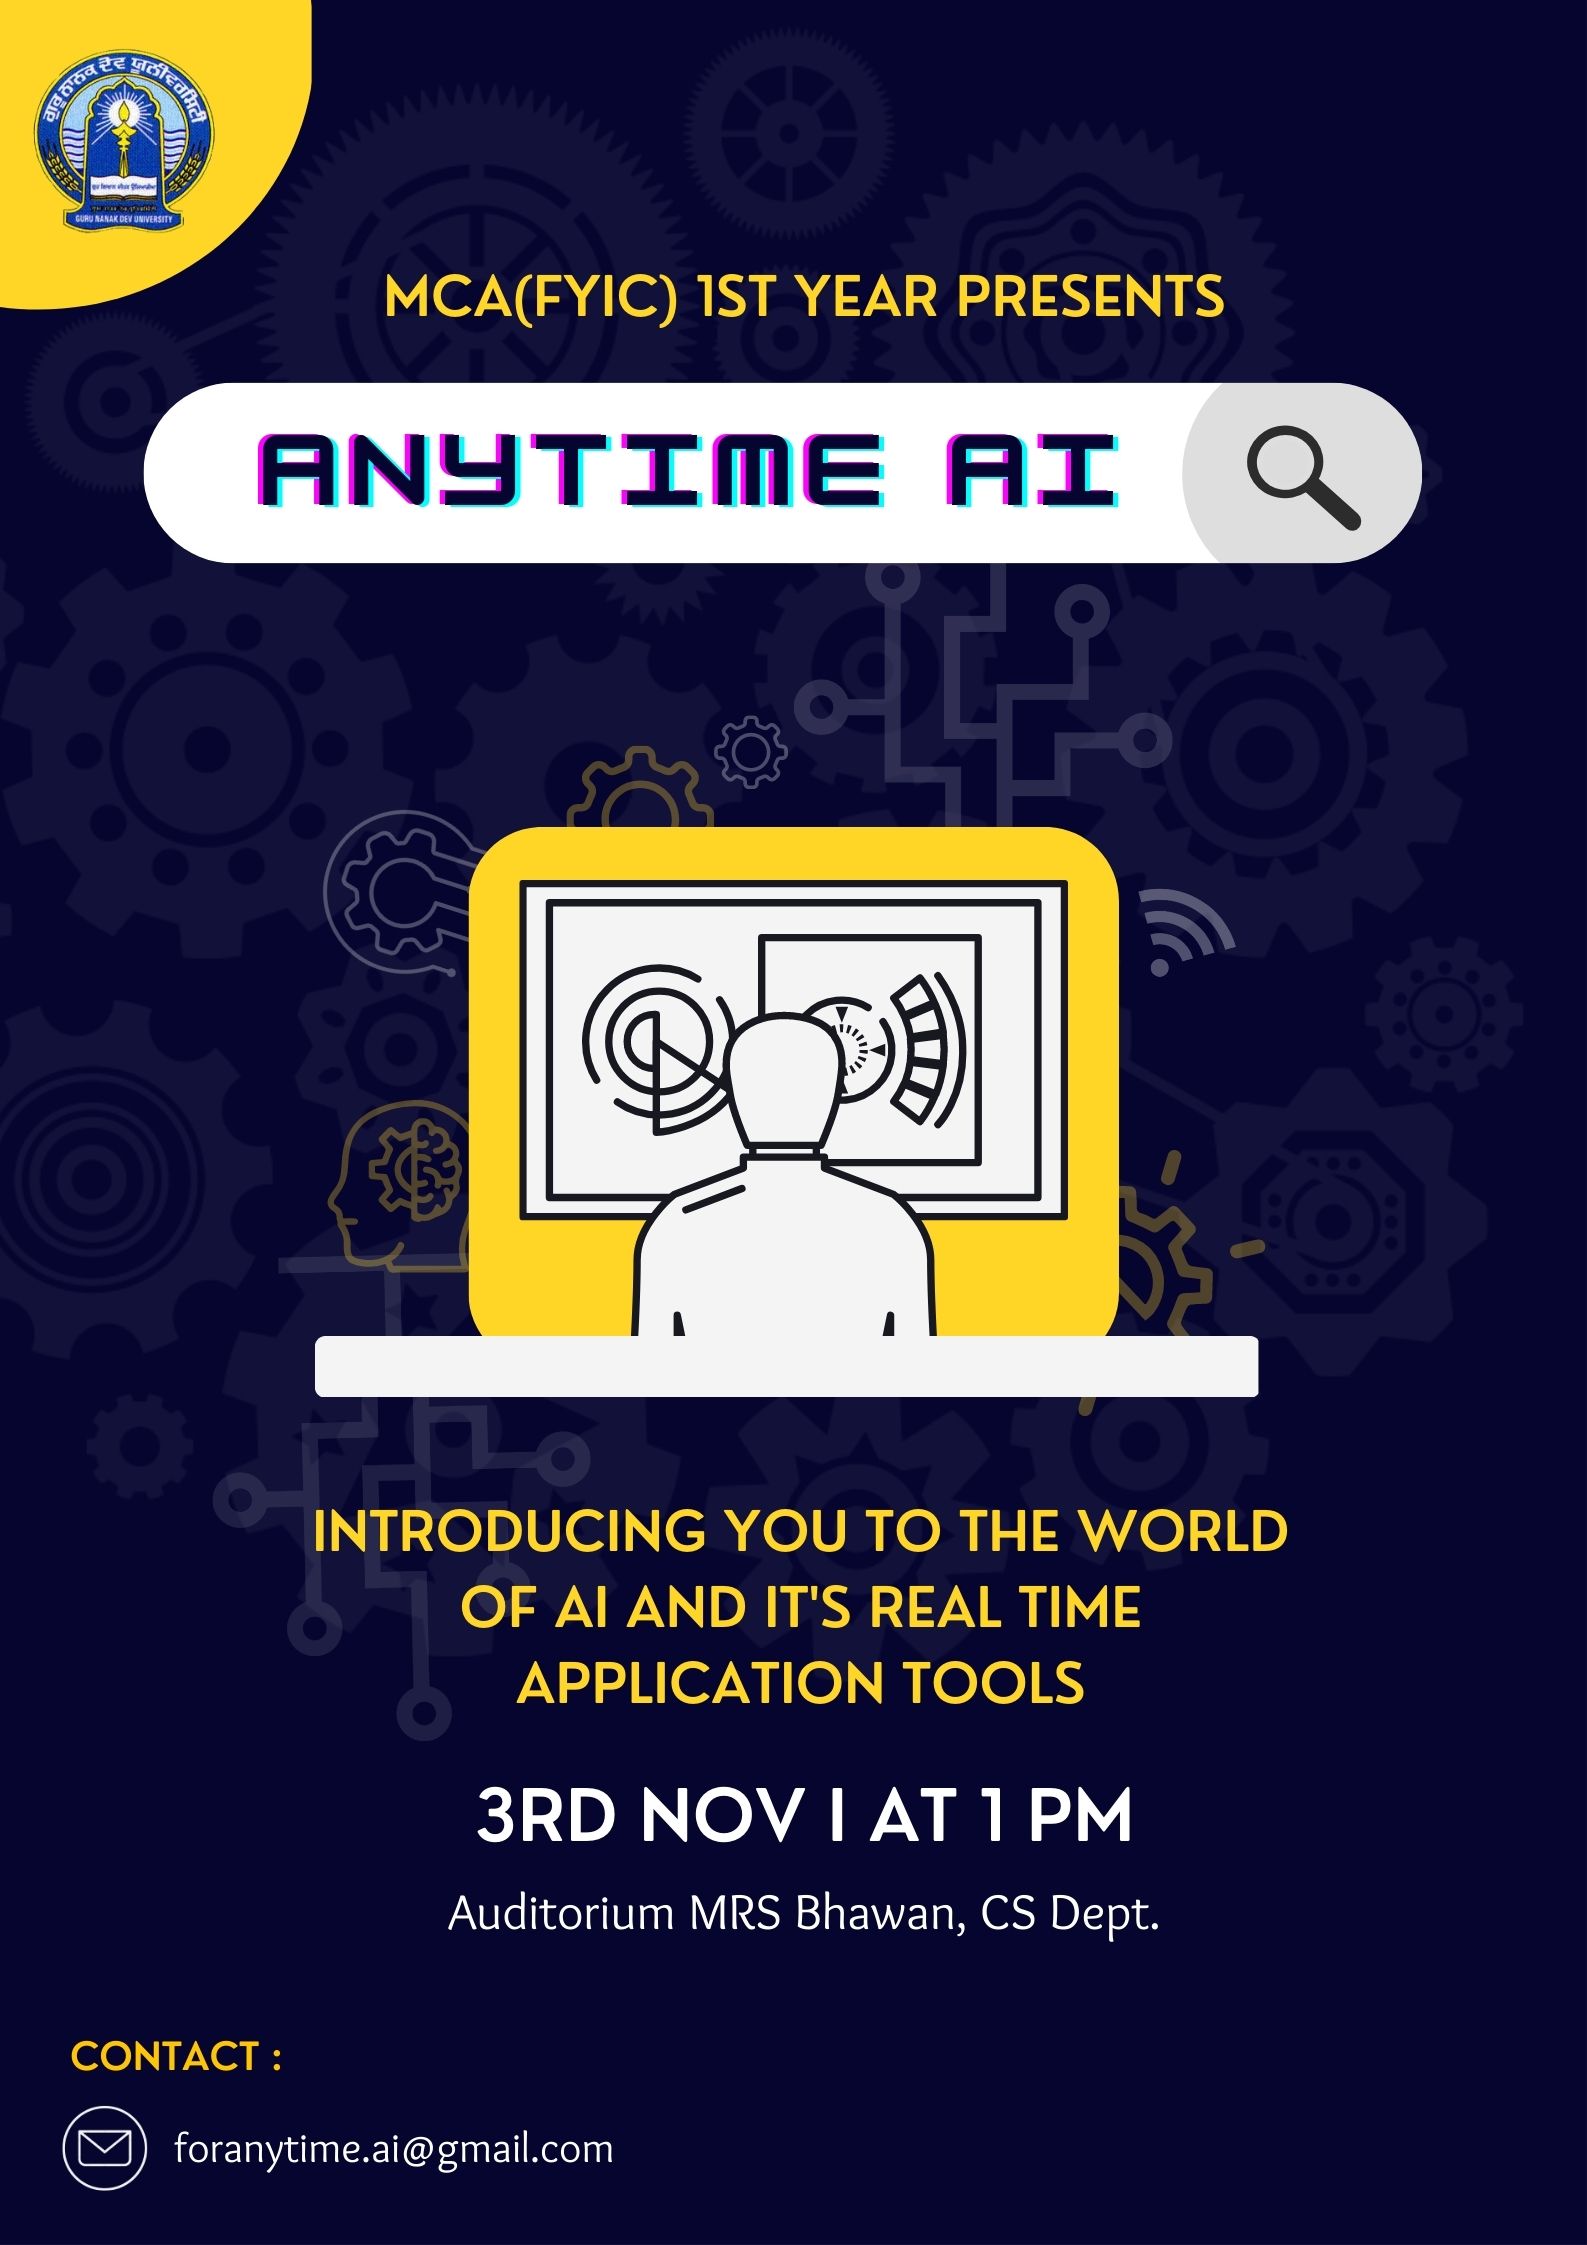 ਗੁਰੂ ਨਾਨਕ ਦੇਵ ਯੂਨੀਵਰਸਿਟੀ
GURU NANAK DEV UNIVERSITY
MCA(FYIC) 1ST YEAR PRESENTS
ANYTIME AI
INTRODUCING YOU TO THE WORLD
OF AI AND IT'S REAL TIME
APPLICATION TOOLS
3RD NOV I AT 1 PM
Auditorium MRS Bhawan, CS Dept.
CONTACT :
foranytime.ai@gmail.com